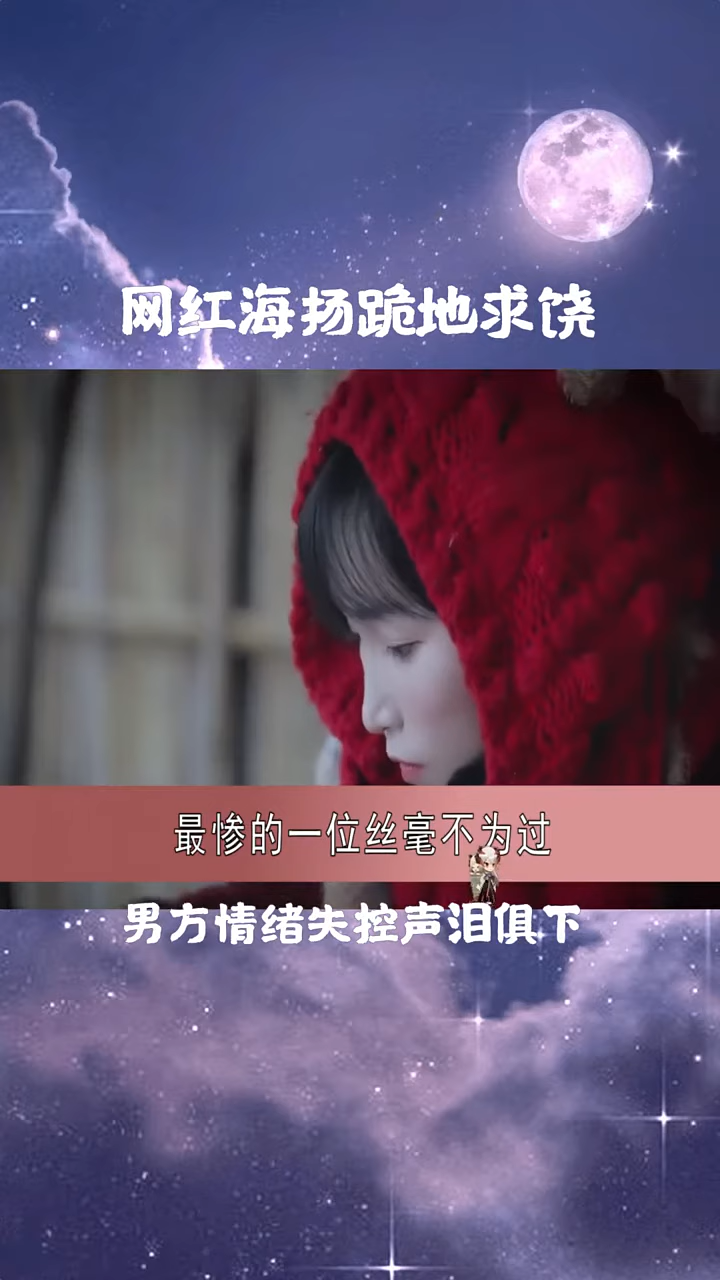 网红海扬跪地求饶
最惨的一位丝毫不为过
男方情绪失控声泪俱下